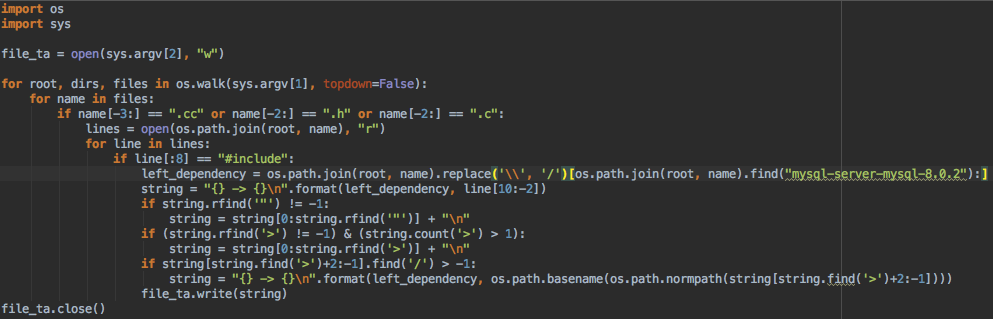 import os
import sys

file_ta = open(sys.argv[2], "w")

for root, dirs, files in os.walk(sys.argv[1], topdown=False):
    for name in files:
        if name[-3:] == ".cc" or name[-2:] == ".h" or name[-2:] == ".c":
            lines = open(os.path.join(root, name), "r")
            for line in lines:
                if line[:8] == "#include":
                    left_dependency = os.path.join(root, name).replace('\\', '/')[os.path.join(root, name).find("mysql-server-mysql-8.0.2"):]
                    string = "{} -> {}\n".format(left_dependency, line[10:-2])
                    if string.rfind('"') != -1:
                        string = string[0:string.rfind('"')] + "\n"
                    if (string.rfind('>') != -1) & (string.count('>') > 1):
                        string = string[0:string.rfind('>')] + "\n"
                    if string[string.find('>')+2:-1].find('/') > -1:
                        string = "{} -> {}\n".format(left_dependency, os.path.basename(os.path.normpath(string[string.find('>')+2:-1])))
                    file_ta.write(string)
file_ta.close()